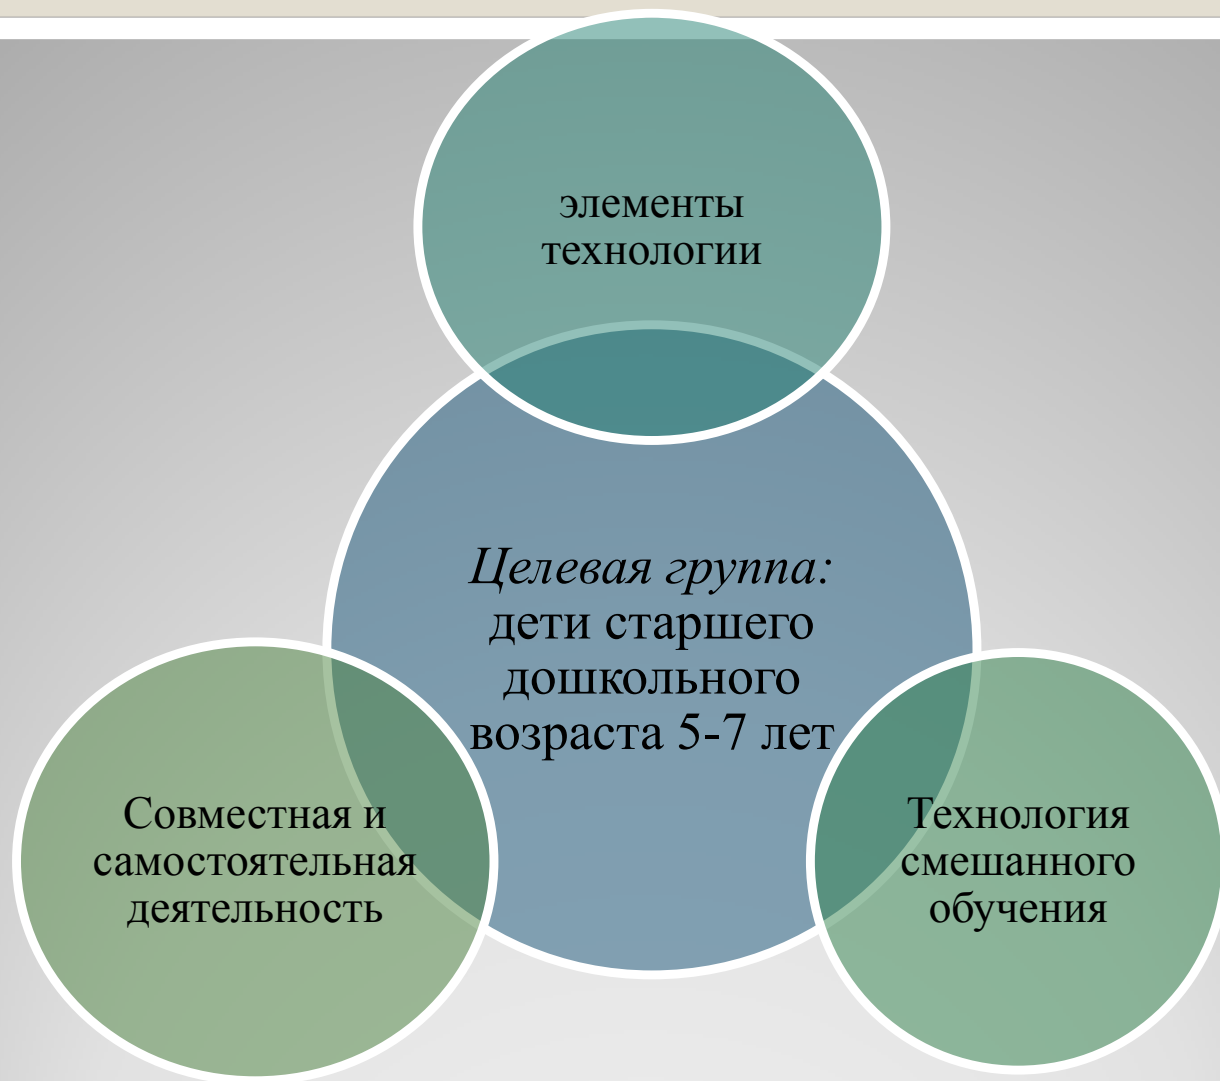 элементы
технологии
Целевая группа:
дети старшего
дошкольного
возраста 5-7 лет
Совместная и
самостоятельная
деятельность
Технология
смешанного
обучения